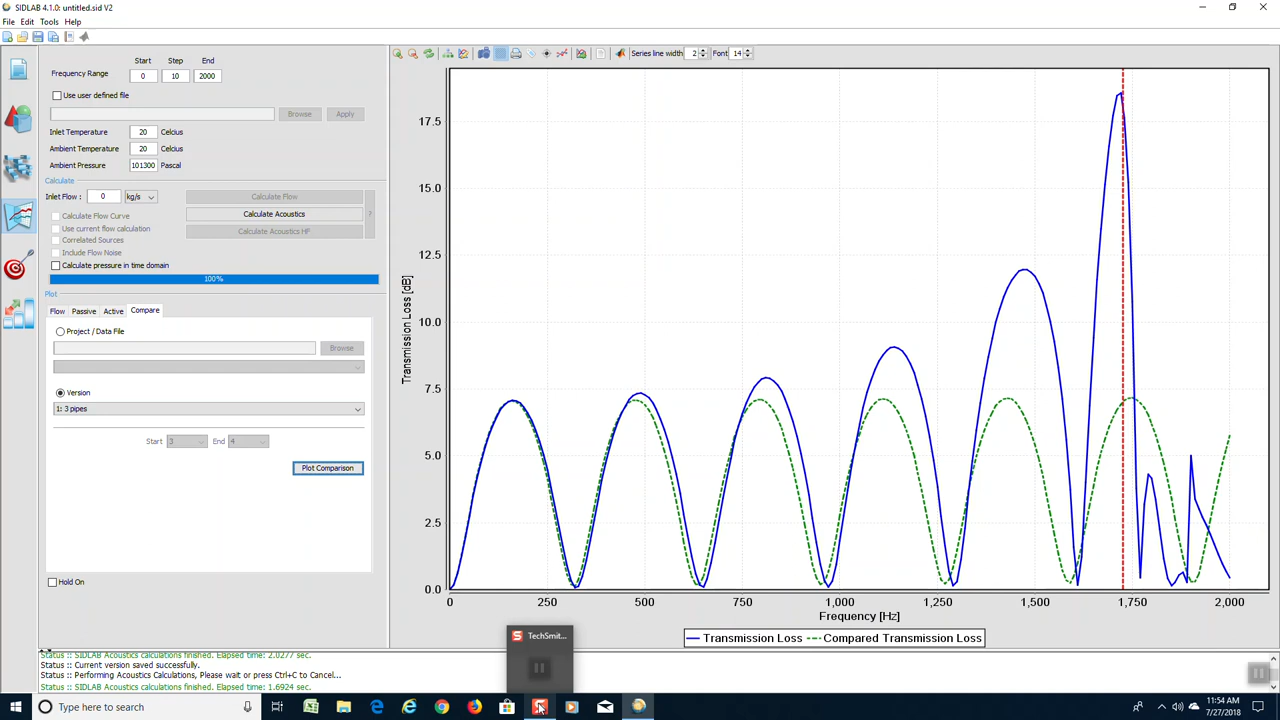 SIDLAB 4.1.0: untitled.sid V2
File Edit Tools Help
Series line width 2 Font 14
Start Step End
Frequency Range 0 10 2000
Use user defined file
Browse Apply
Inlet Temperature 20 Celcius
Ambient Temperature 20 Celcius
Ambient Pressure 101300 Pascal
Calculate
Inlet Flow : 0 kg/s Calculate Flow
Calculate Flow Curve Calculate Acoustics
Use current flow calculation
Correlated Sources Calculate Acoustics HF
Include Flow Noise
Calculate pressure in time domain
100%
Plot
Flow Passive Active Compare
Project / Data File
Browse
Version
1: 3 pipes
Start 3 End 4
Plot Comparison
Hold On
Transmission Loss [dB]
17.5
15.0
12.5
10.0
7.5
5.0
2.5
0.0
0 250 500 750 1,000 1,250 1,500 1,750 2,000
Frequency [Hz]
Transmission Loss Compared Transmission Loss
Status :: SIDLAB Acoustics calculations finished. Elapsed time: 2.0277 sec.
Status :: Current version saved successfully.
Status :: Performing Acoustics Calculations, Please wait or press Ctrl+C to Cancel...
Status :: SIDLAB Acoustics calculations finished. Elapsed time: 1.6924 sec.
TechSmit...
Type here to search
11:54 AM
7/27/2018